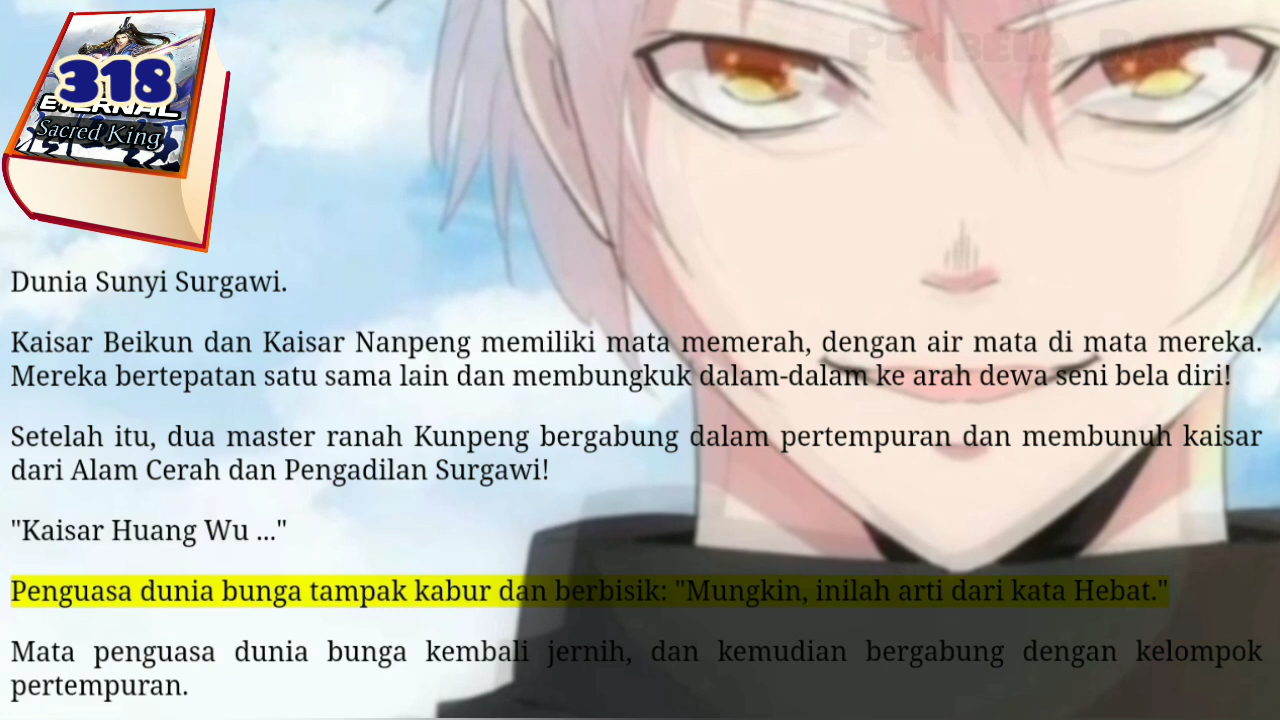 318
ETERNAL
Sacred King
Dunia Sunyi Surgawi.
Kaisar Beikun dan Kaisar Nanpeng memiliki mata memerah, dengan air mata di mata mereka.
Mereka bertepatan satu sama lain dan membungkuk dalam-dalam ke arah dewa seni bela diri!
Setelah itu, dua master ranah Kunpeng bergabung dalam pertempuran dan membunuh kaisar
dari Alam Cerah dan Pengadilan Surgawi!
"Kaisar Huang Wu ..."
Penguasa dunia bunga tampak kabur dan berbisik: "Mungkin, inilah arti dari kata Hebat."
Mata penguasa dunia bunga kembali jernih, dan kemudian bergabung dengan kelompok
pertempuran.